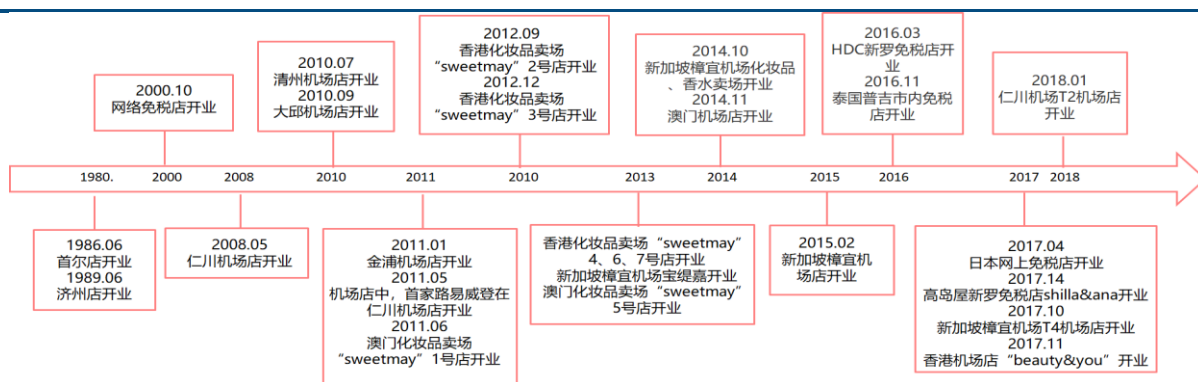 2000.10
网络免税店开业
2010.07
清州机场店开业
2010.09
大邱机场店开业
2012.09
香港化妆品卖场
“sweetmay”2号店开业
2012.12
香港化妆品卖场
“sweetmay”3号店开业
2014.10
新加坡樟宜机场化妆品
、香水卖场开业
2014.11
澳门机场店开业
2016.03
HDC新罗免税店开
业
2016.11
泰国普吉市内免税
店开业
2018.01
仁川机场T2机场店
开业
1980. 2000 2008 2010 2011 2010 2013 2014 2015 2016 2017 2018
1986.06
首尔店开业
1989.06
济州店开业
2008.05
仁川机场店开业
2011.01
金浦机场店开业
2011.05
机场店中，首家路易威登在
仁川机场店开业
2011.06
澳门化妆品卖场
“sweetmay”1号店开业
香港化妆品卖场“sweetmay”
4、6、7号店开业
新加坡樟宜机场宝缇嘉开业
澳门化妆品卖场“sweetmay”
5号店开业
2015.02
新加坡樟宜机
场店开业
2017.04
日本网上免税店开业
2017.14
高岛屋新罗免税店shilla&ana开业
2017.10
新加坡樟宜机场T4机场店开业
2017.11
香港机场店“beauty&you”开业